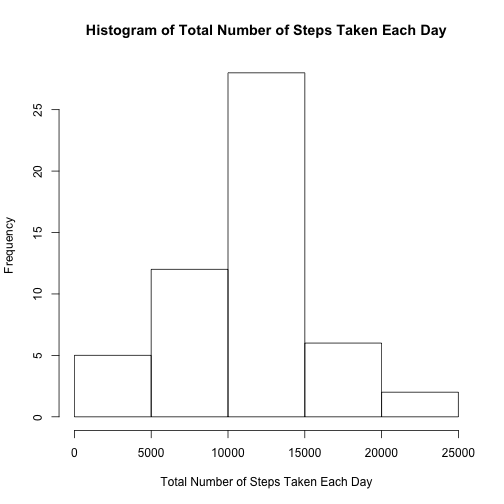 Histogram of Total Number of Steps Taken Each Day
Frequency
25
20
15
10
5
0
0 5000 10000 15000 20000 25000
Total Number of Steps Taken Each Day